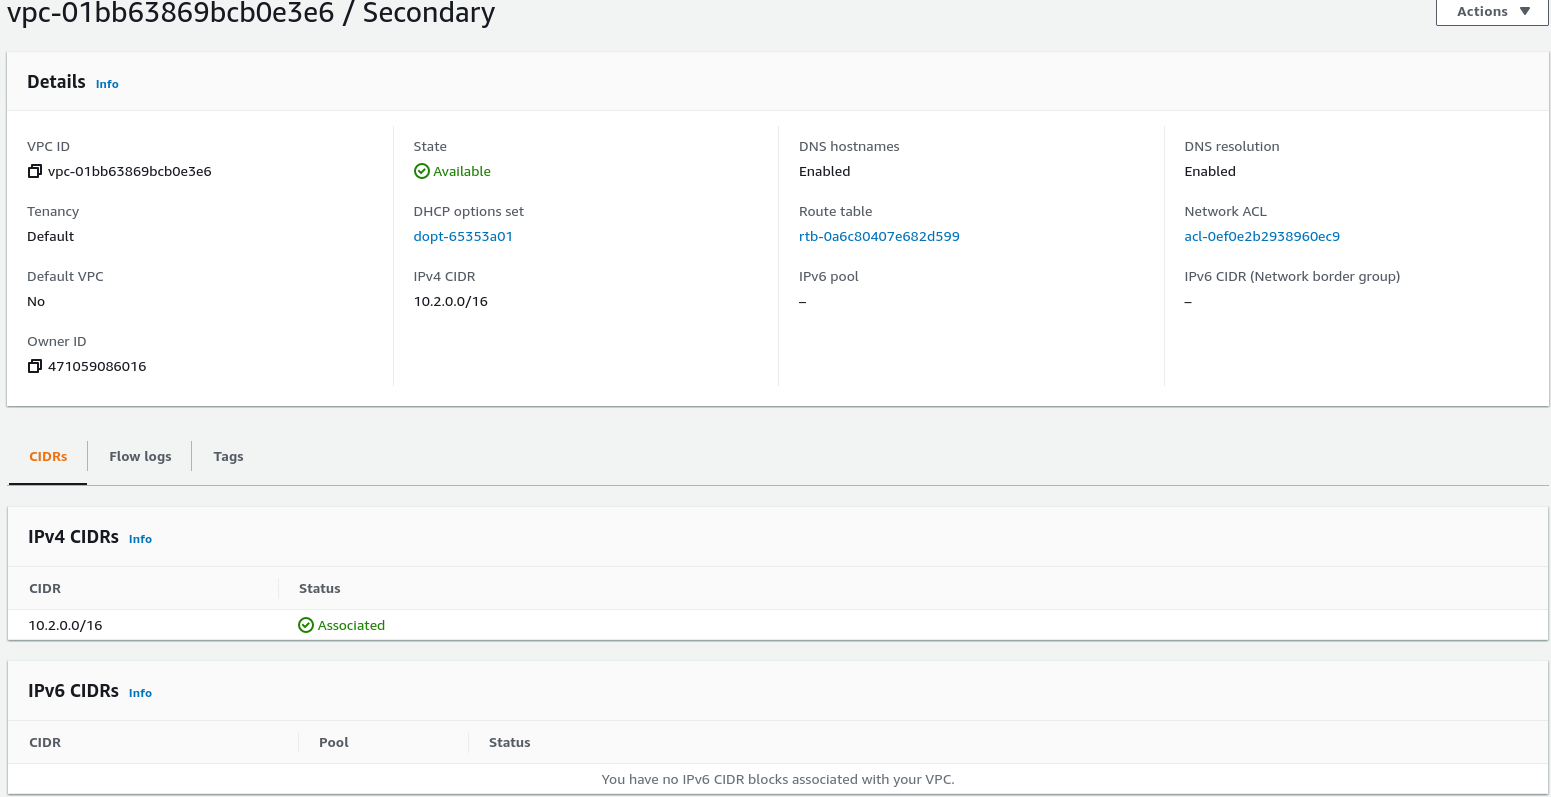 vpc-01bb63869bcb0e3e6 / Secondary
Actions
Details Info
VPC ID
vpc-01bb63869bcb0e3e6
State
Available
DNS hostnames
Enabled
DNS resolution
Enabled
Tenancy
Default
DHCP options set
dopt-65353a01
Route table
rtb-0a6c80407e682d599
Network ACL
acl-0ef0e2b2938960ec9
Default VPC
No
IPv4 CIDR
10.2.0.0/16
IPv6 pool
–
IPv6 CIDR (Network border group)
–
Owner ID
471059086016
CIDRs
Flow logs
Tags
IPv4 CIDRs Info
CIDR Status
10.2.0.0/16 Associated
IPv6 CIDRs Info
CIDR Pool Status
You have no IPv6 CIDR blocks associated with your VPC.